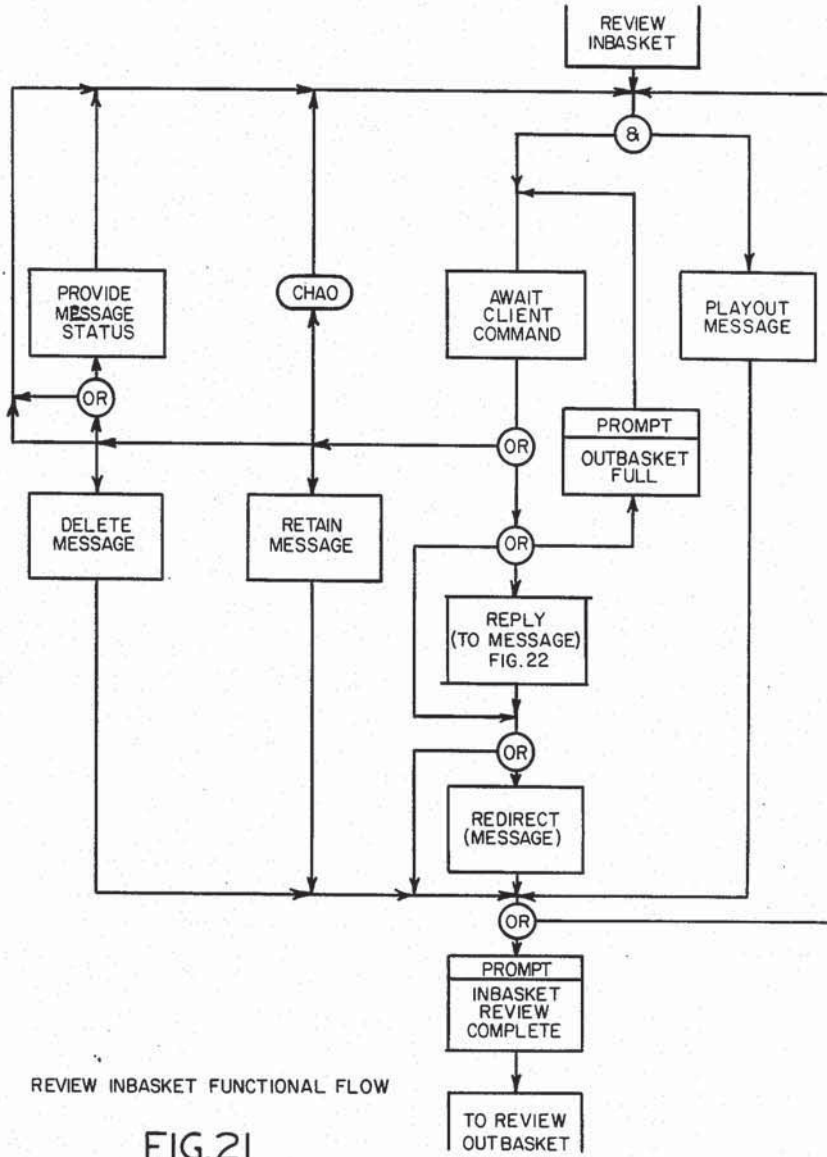 REVIEW
INBASKET
&
PROVIDE
MESSAGE
STATUS
CHAO
AWAIT
CLIENT
COMMAND
PLAYOUT
MESSAGE
OR
PROMPT
OUTBASKET
FULL
OR
DELETE
MESSAGE
RETAIN
MESSAGE
OR
REPLY
(TO MESSAGE)
FIG. 22
OR
REDIRECT
(MESSAGE)
OR
PROMPT
INBASKET
REVIEW
COMPLETE
REVIEW INBASKET FUNCTIONAL FLOW
TO REVIEW
OUTBASKET
FIG.21